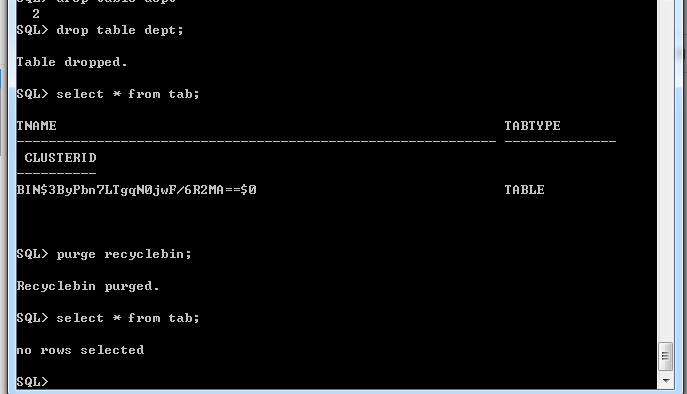 SQL> drop table dept
  2
SQL> drop table dept;
Table dropped.
SQL> select * from tab;
TNAME                                                        TABTYPE
------------------------------------------------------------ --------------
 CLUSTERID
----------
BIN$3ByPbn7LTgqN0jwF/6R2MA==$0                               TABLE
SQL> purge recyclebin;
Recyclebin purged.
SQL> select * from tab;
no rows selected
SQL>